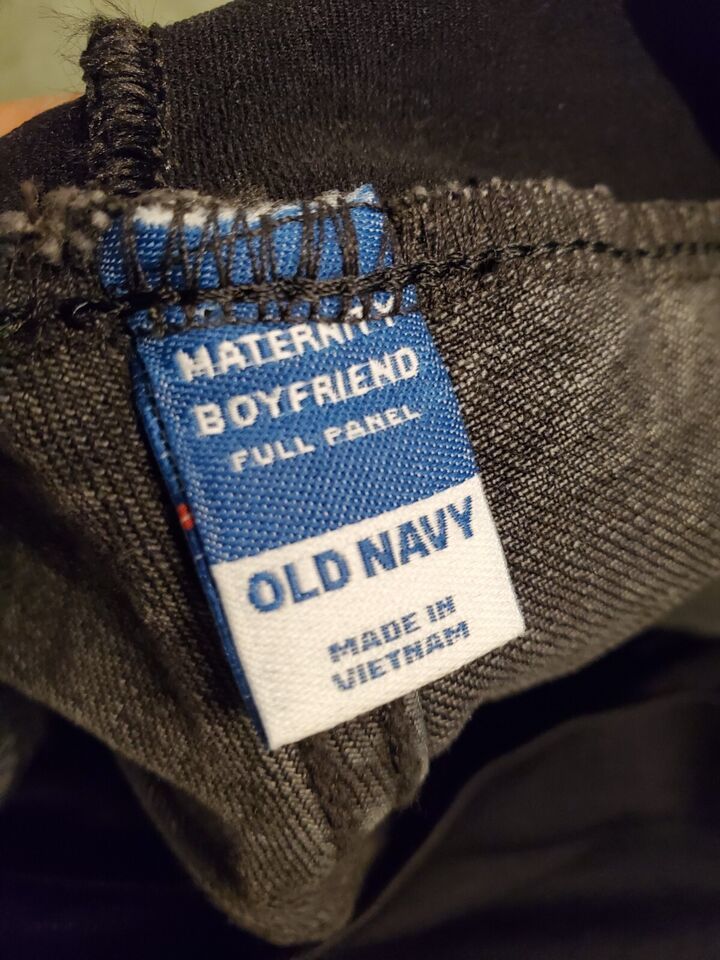 MATERNITY
BOYFRIEND
FULL PANEL
OLD NAVY
MADE IN
VIETNAM